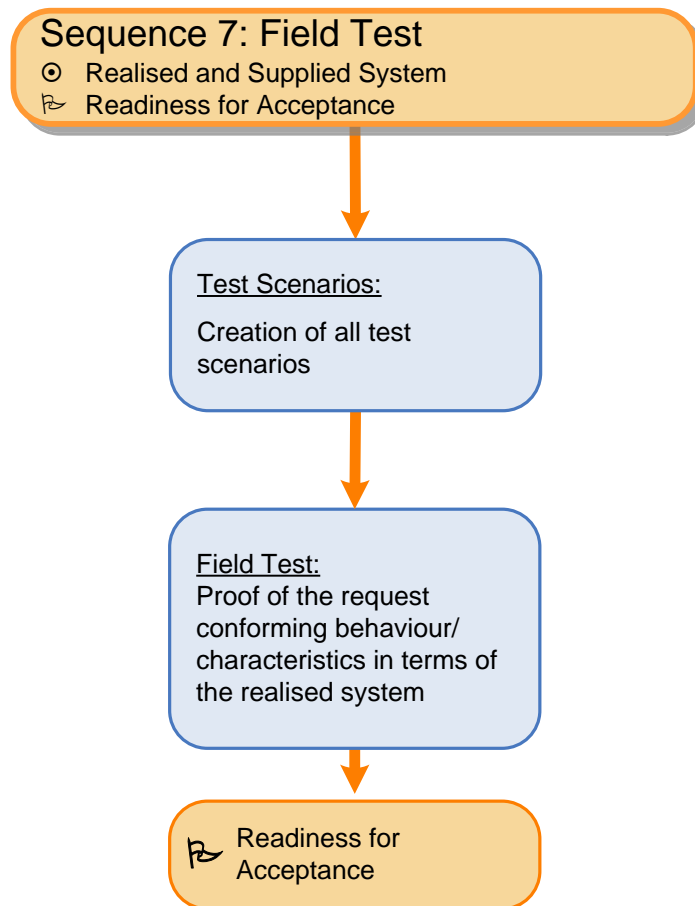 Sequence 7: Field Test
Realised and Supplied System
Readiness for Acceptance
Test Scenarios:
Creation of all test
scenarios
Field Test:
Proof of the request
conforming behaviour/
characteristics in terms of
the realised system
Readiness for
Acceptance